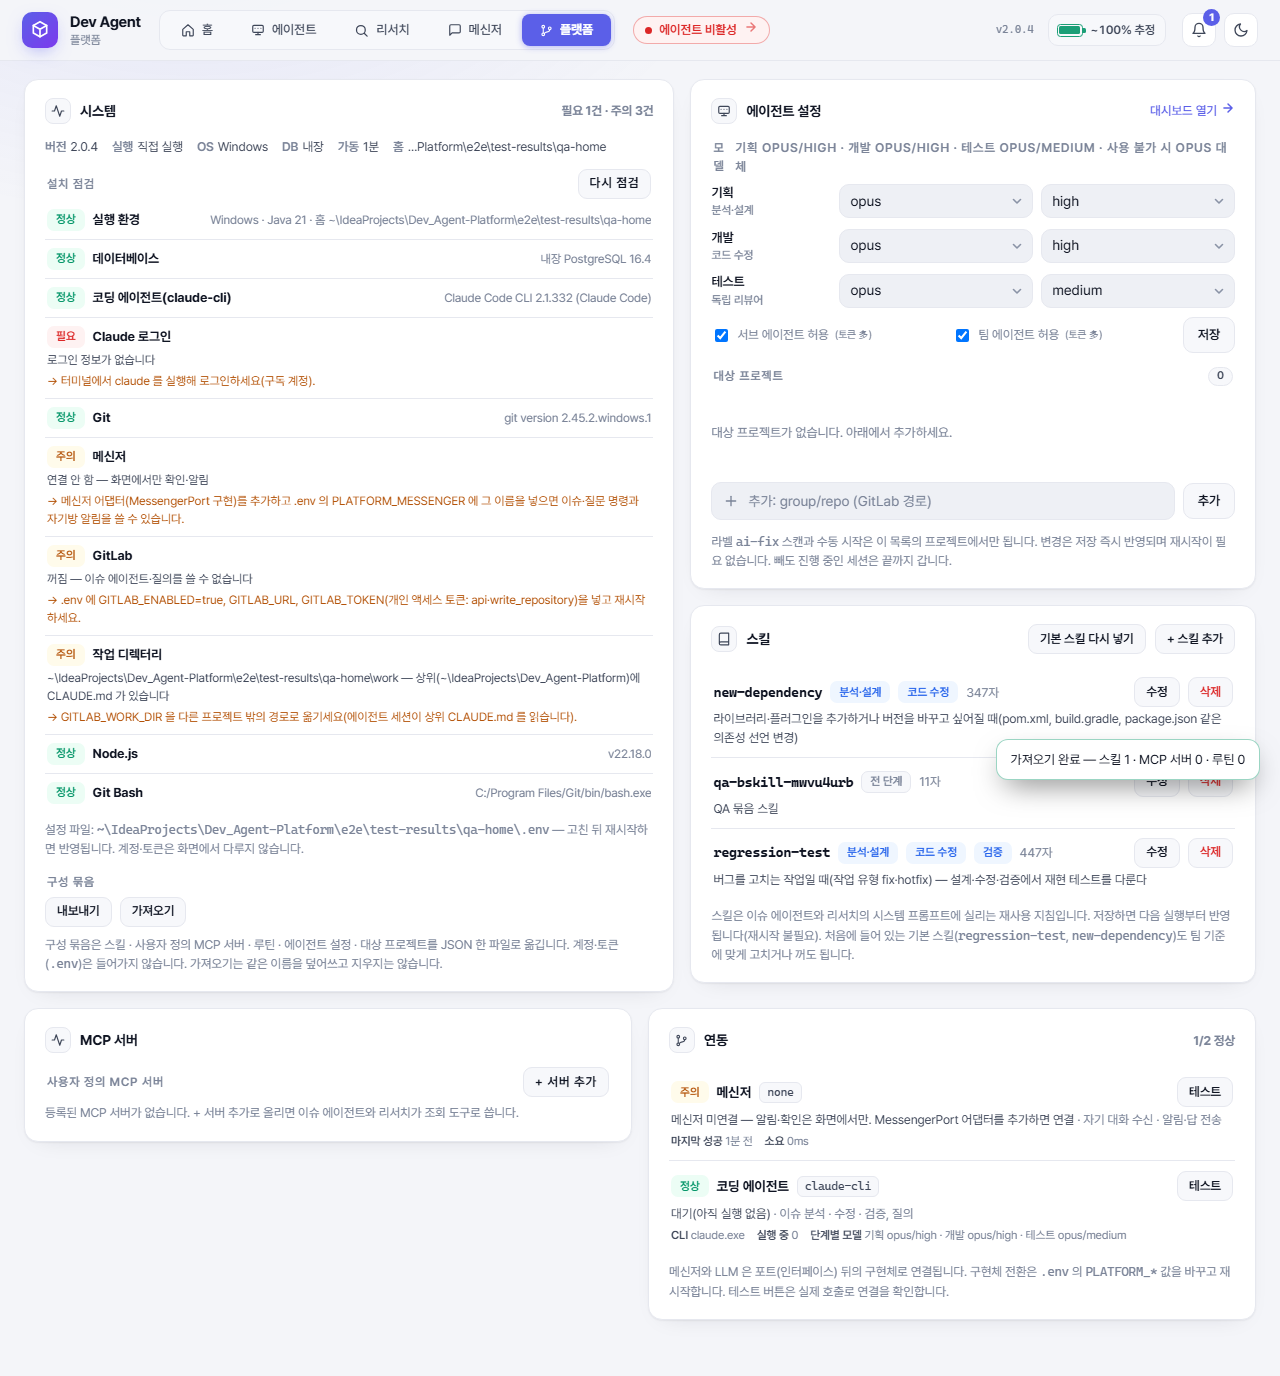 Dev Agent
플랫폼
홈
에이전트
리서치
메신저
플랫폼
에이전트 비활성 →
v2.0.4
~100% 추정
1
시스템
필요 1건 · 주의 3건
버전 2.0.4 실행 직접 실행 OS Windows DB 내장 가동 1분 홈 ...Platform\e2e\test-results\qa-home
설치 점검
다시 점검
정상 실행 환경 Windows · Java 21 · 홈 ~\IdeaProjects\Dev_Agent-Platform\e2e\test-results\qa-home
정상 데이터베이스 내장 PostgreSQL 16.4
정상 코딩 에이전트(claude-cli) Claude Code CLI 2.1.332 (Claude Code)
필요 Claude 로그인
로그인 정보가 없습니다
→ 터미널에서 claude 를 실행해 로그인하세요(구독 계정).
정상 Git git version 2.45.2.windows.1
주의 메신저
연결 안 함 — 화면에서만 확인·알림
→ 메신저 어댑터(MessengerPort 구현)를 추가하고 .env 의 PLATFORM_MESSENGER 에 그 이름을 넣으면 이슈·질문 명령과
자기방 알림을 쓸 수 있습니다.
주의 GitLab
꺼짐 — 이슈 에이전트·질의를 쓸 수 없습니다
→ .env 에 GITLAB_ENABLED=true, GITLAB_URL, GITLAB_TOKEN(개인 액세스 토큰: api·write_repository)을 넣고 재시작
하세요.
주의 작업 디렉터리
~\IdeaProjects\Dev_Agent-Platform\e2e\test-results\qa-home\work — 상위(~\IdeaProjects\Dev_Agent-Platform)에
CLAUDE.md 가 있습니다
→ GITLAB_WORK_DIR 을 다른 프로젝트 밖의 경로로 옮기세요(에이전트 세션이 상위 CLAUDE.md 를 읽습니다).
정상 Node.js v22.18.0
정상 Git Bash C:/Program Files/Git/bin/bash.exe
설정 파일: ~\IdeaProjects\Dev_Agent-Platform\e2e\test-results\qa-home\.env — 고친 뒤 재시작하
면 반영됩니다. 계정·토큰은 화면에서 다루지 않습니다.
구성 묶음
내보내기
가져오기
구성 묶음은 스킬 · 사용자 정의 MCP 서버 · 루틴 · 에이전트 설정 · 대상 프로젝트를 JSON 한 파일로 옮깁니다. 계정·토큰
(.env)은 들어가지 않습니다. 가져오기는 같은 이름을 덮어쓰고 지우지는 않습니다.
에이전트 설정
대시보드 열기 →
모델 기획 OPUS/HIGH · 개발 OPUS/HIGH · 테스트 OPUS/MEDIUM · 사용 불가 시 OPUS 대
체
기획
분석·설계
opus
high
개발
코드 수정
opus
high
테스트
독립 리뷰어
opus
medium
서브 에이전트 허용 (토큰 多)
팀 에이전트 허용 (토큰 多)
저장
대상 프로젝트
0
대상 프로젝트가 없습니다. 아래에서 추가하세요.
추가: group/repo (GitLab 경로)
추가
라벨 ai-fix 스캔과 수동 시작은 이 목록의 프로젝트에서만 됩니다. 변경은 저장 즉시 반영되며 재시작이 필
요 없습니다. 빼도 진행 중인 세션은 끝까지 갑니다.
스킬
기본 스킬 다시 넣기
+ 스킬 추가
new-dependency 분석·설계 코드 수정 347자
수정
삭제
라이브러리·플러그인을 추가하거나 버전을 바꾸고 싶어질 때(pom.xml, build.gradle, package.json 같은
의존성 선언 변경)
가져오기 완료 — 스킬 1 · MCP 서버 0 · 루틴 0
qa-bskill-mwvu4urb 전 단계 11자
수정
삭제
QA 묶음 스킬
regression-test 분석·설계 코드 수정 검증 447자
수정
삭제
버그를 고치는 작업일 때(작업 유형 fix·hotfix) — 설계·수정·검증에서 재현 테스트를 다룬다
스킬은 이슈 에이전트와 리서치의 시스템 프롬프트에 실리는 재사용 지침입니다. 저장하면 다음 실행부터 반영
됩니다(재시작 불필요). 처음에 들어 있는 기본 스킬(regression-test, new-dependency)도 팀 기준
에 맞게 고치거나 꺼도 됩니다.
MCP 서버
사용자 정의 MCP 서버
+ 서버 추가
등록된 MCP 서버가 없습니다. + 서버 추가로 올리면 이슈 에이전트와 리서치가 조회 도구로 씁니다.
연동
1/2 정상
주의 메신저 none
테스트
메신저 미연결 — 알림·확인은 화면에서만. MessengerPort 어댑터를 추가하면 연결 · 자기 대화 수신 · 알림·답 전송
마지막 성공 1분 전 소요 0ms
정상 코딩 에이전트 claude-cli
테스트
대기(아직 실행 없음) · 이슈 분석 · 수정 · 검증, 질의
CLI claude.exe 실행 중 0 단계별 모델 기획 opus/high · 개발 opus/high · 테스트 opus/medium
메신저와 LLM 은 포트(인터페이스) 뒤의 구현체로 연결됩니다. 구현체 전환은 .env 의 PLATFORM_* 값을 바꾸고 재
시작합니다. 테스트 버튼은 실제 호출로 연결을 확인합니다.